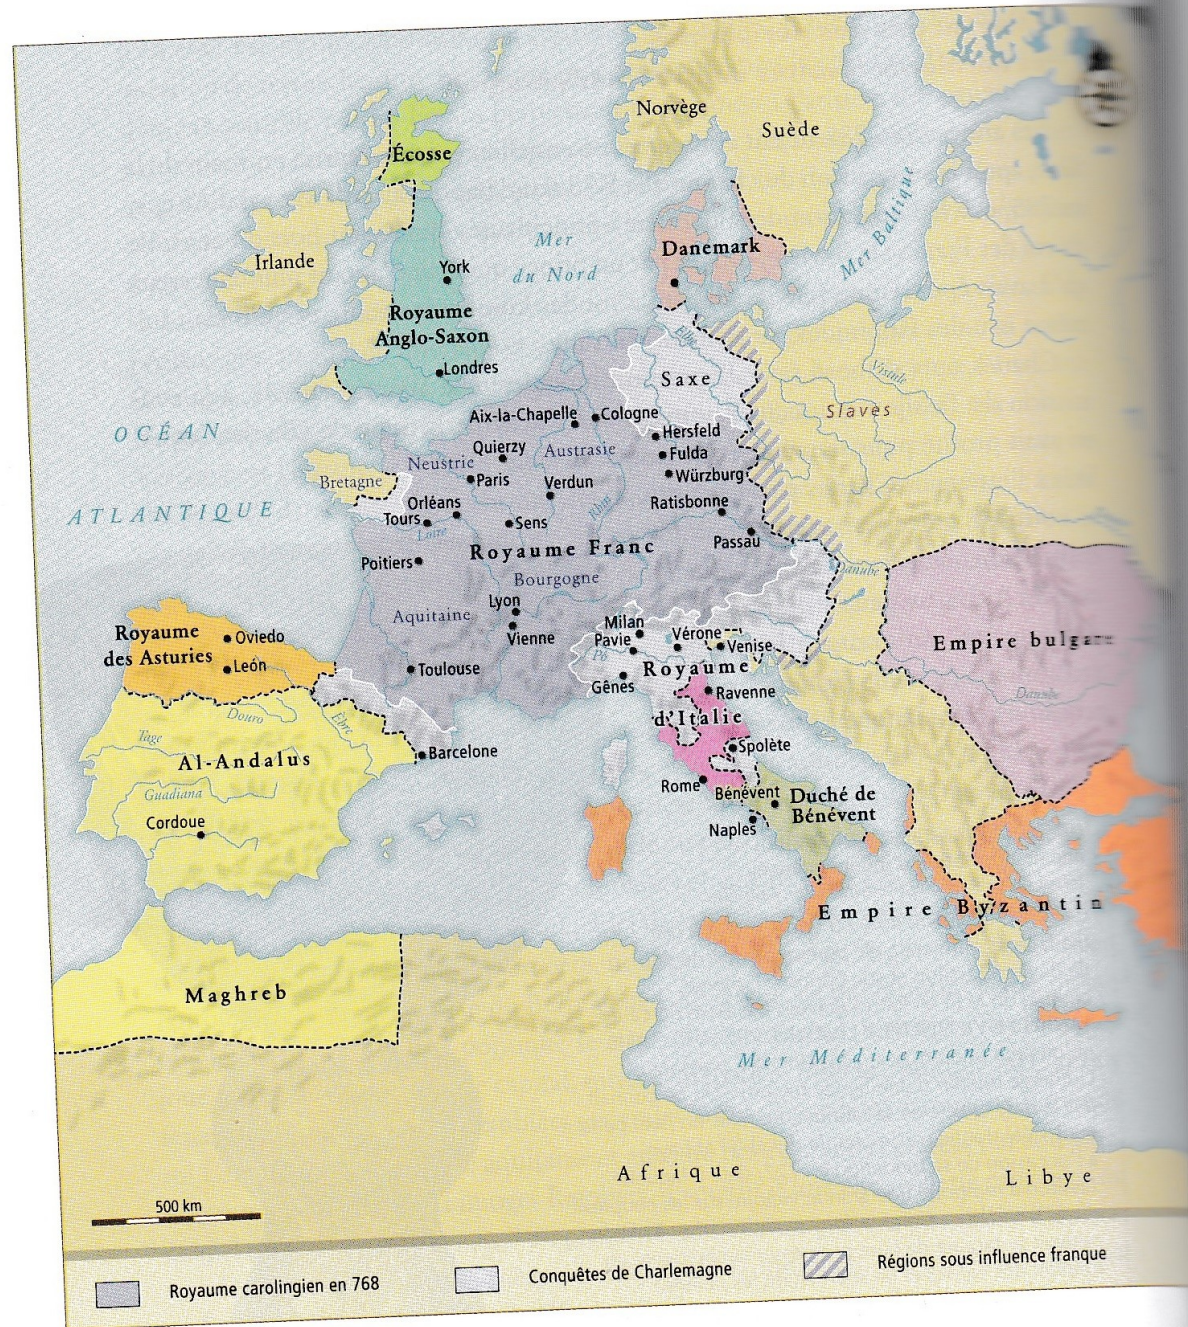 Norvège
Suède
Écosse
Mer Baltique
Irlande
Mer
du Nord
Danemark
York
Royaume
Anglo-Saxon
Londres
Elbe
Saxe
Visule
Slaves
OCÉAN
ATLANTIQUE
Aix-la-Chapelle
Cologne
Hersfeld
Quierzy
Austrasie
Fulda
Neustrie
Paris
Verdun
Würzburg
Bretagne
Orléans
Tours
Loire
Sens
Rhin
Ratisbonne
Passau
Royaume Franc
Poitiers
Bourgogne
Danube
Aquitaine
Lyon
Vienne
Milan
Pavie
Pô
Vérone
Venise
Royaume
d'Italie
Gênes
Ravenne
Empire bulgare
Danube
Royaume
des Asturies
Oviedo
León
Toulouse
Douro
Èbre
Tage
Al-Andalus
Barcelone
Guadiana
Cordoue
Spolète
Rome
Bénévent
Duché de
Bénévent
Naples
Empire Byzantin
Maghreb
Mer Méditerranée
Afrique
Libye
500 km
Royaume carolingien en 768
Conquêtes de Charlemagne
Régions sous influence franque